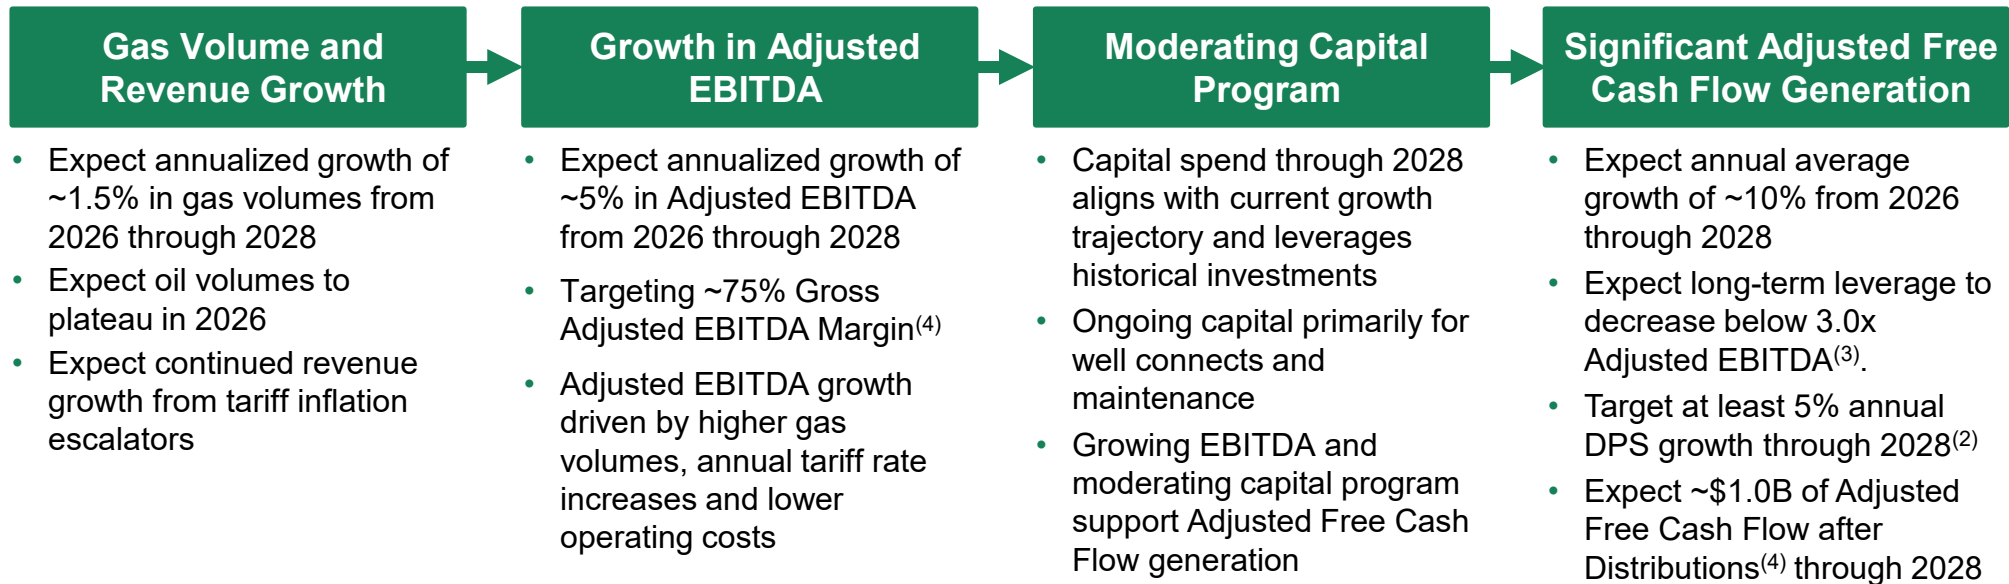 Gas Volume and
Revenue Growth
• Expect annualized growth of
~1.5% in gas volumes from
2026 through 2028
• Expect oil volumes to
plateau in 2026
• Expect continued revenue
growth from tariff inflation
escalators
Growth in Adjusted
EBITDA
• Expect annualized growth of
~5% in Adjusted EBITDA
from 2026 through 2028
• Targeting ~75% Gross
Adjusted EBITDA Margin(4)
• Adjusted EBITDA growth
driven by higher gas
volumes, annual tariff rate
increases and lower
operating costs
Moderating Capital
Program
• Capital spend through 2028
aligns with current growth
trajectory and leverages
historical investments
• Ongoing capital primarily for
well connects and
maintenance
• Growing EBITDA and
moderating capital program
support Adjusted Free Cash
Flow generation
Significant Adjusted Free
Cash Flow Generation
• Expect annual average
growth of ~10% from 2026
through 2028
• Expect long-term leverage to
decrease below 3.0x
Adjusted EBITDA(3).
• Target at least 5% annual
DPS growth through 2028(2)
• Expect ~$1.0B of Adjusted
Free Cash Flow after
Distributions(4) through 2028